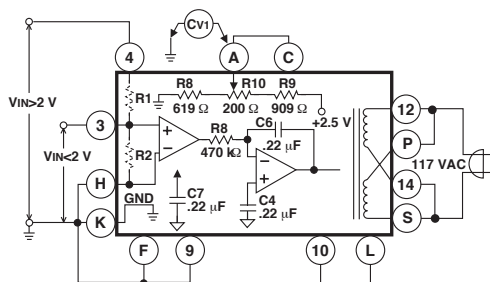 CV1
4
A
C
R8
R10
R9
R1
619 Ω
200 Ω
909 Ω
12
VIN>2 V
+2.5 V
C6
3
.22 µF
R8
P
VIN<2 V
470 kΩ
R2
117 VAC
H
14
GND
C7
.22 µF
C4
.22 µF
K
S
F
9
10
L